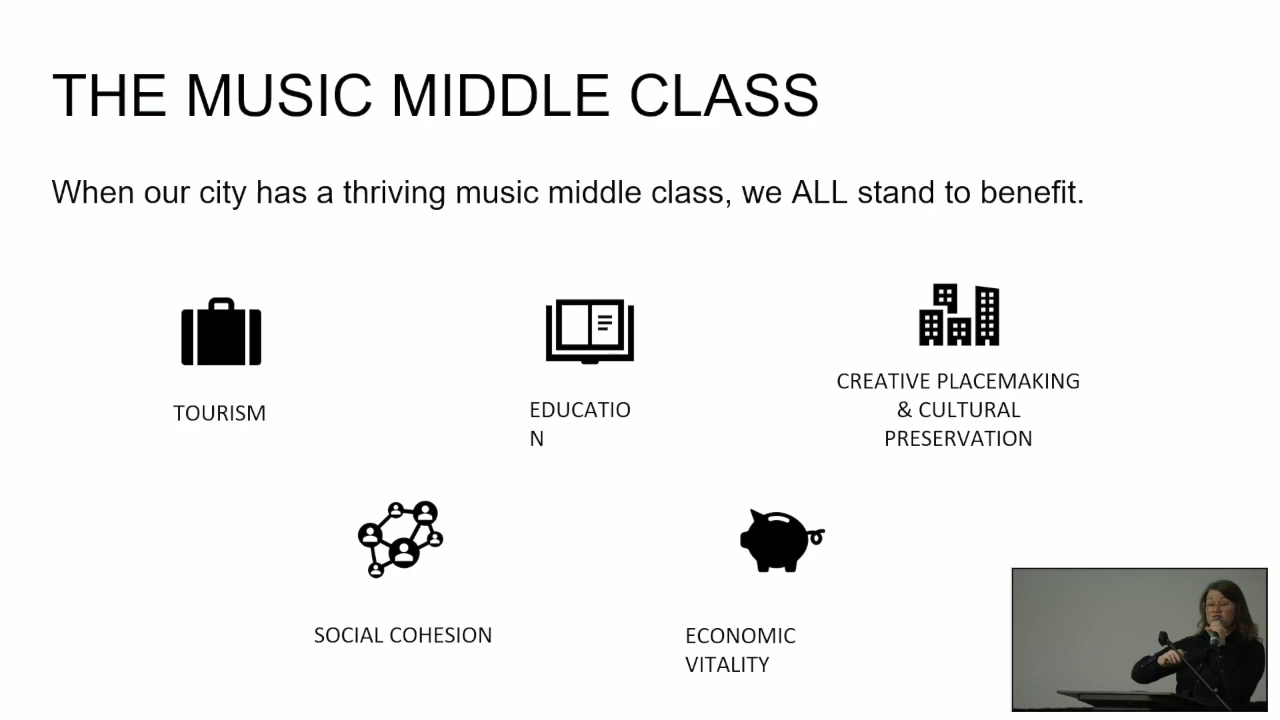 THE MUSIC MIDDLE CLASS
When our city has a thriving music middle class, we ALL stand to benefit.
TOURISM
EDUCATIO
N
CREATIVE PLACEMAKING
& CULTURAL
PRESERVATION
SOCIAL COHESION
ECONOMIC
VITALITY